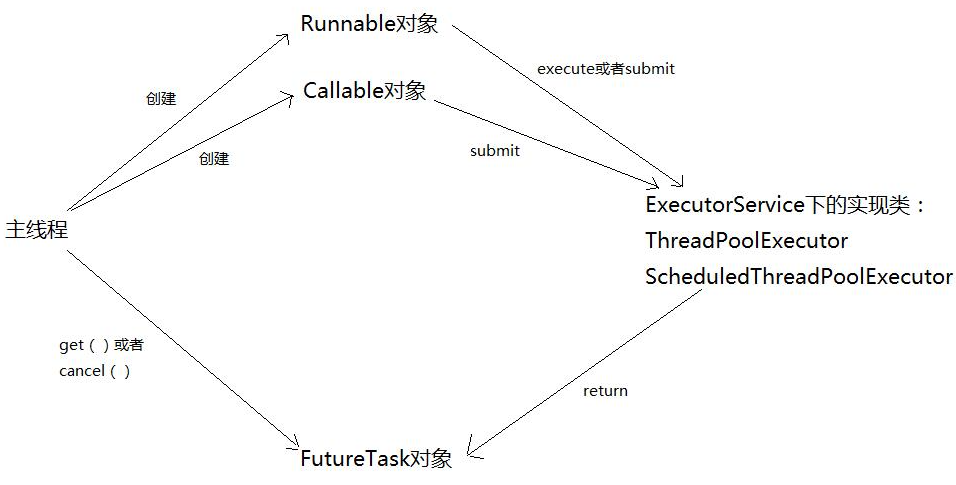 Runnable对象
execute或者submit
Callable对象
创建
submit
创建
ExecutorService下的实现类：
主线程
ThreadPoolExecutor
ScheduledThreadPoolExecutor
get（）或者
cancel（）
return
FutureTask对象